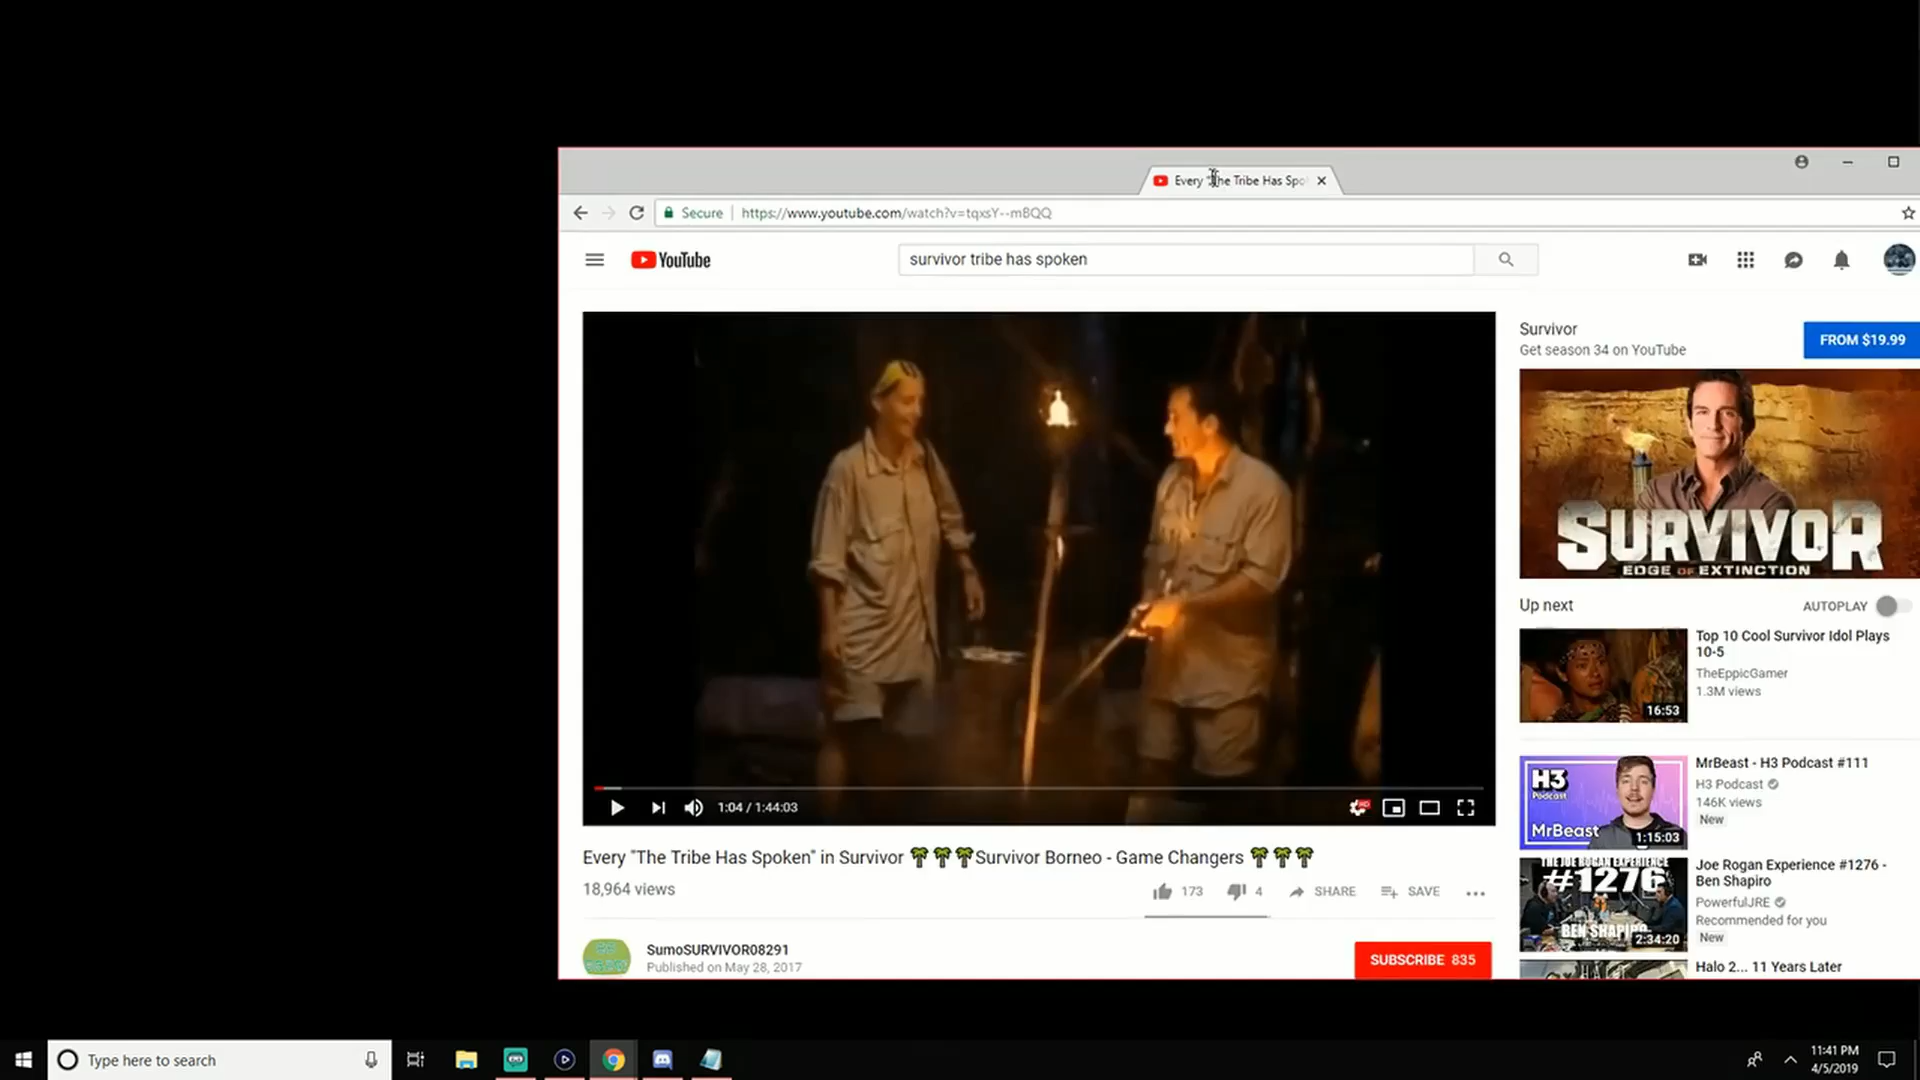 Every "The Tribe Has Spo
Secure
https://www.youtube.com/watch?v=tqxsY--mBQQ
YouTube
survivor tribe has spoken
Survivor
Get season 34 on YouTube
FROM $19.99
SURVIVOR
EDGE OF EXTINCTION
Up next
AUTOPLAY
Top 10 Cool Survivor Idol Plays
10-5
TheEppicGamer
1.3M views
16:53
H3
Podcast
MrBeast
1:15:03
MrBeast - H3 Podcast #111
H3 Podcast
146K views
New
THE JOE ROGAN EXPERIENCE
#1276
BEN SHAPIRO
2:34:20
Joe Rogan Experience #1276 -
Ben Shapiro
PowerfulJRE
Recommended for you
New
Halo 2... 11 Years Later
1:04 / 1:44:03
HD
Every "The Tribe Has Spoken" in Survivor 🌴🌴🌴Survivor Borneo - Game Changers 🌴🌴🌴
18,964 views
173
4
SHARE
SAVE
SumoSURVIVOR08291
Published on May 28, 2017
SUBSCRIBE 835
Type here to search
11:41 PM
4/5/2019